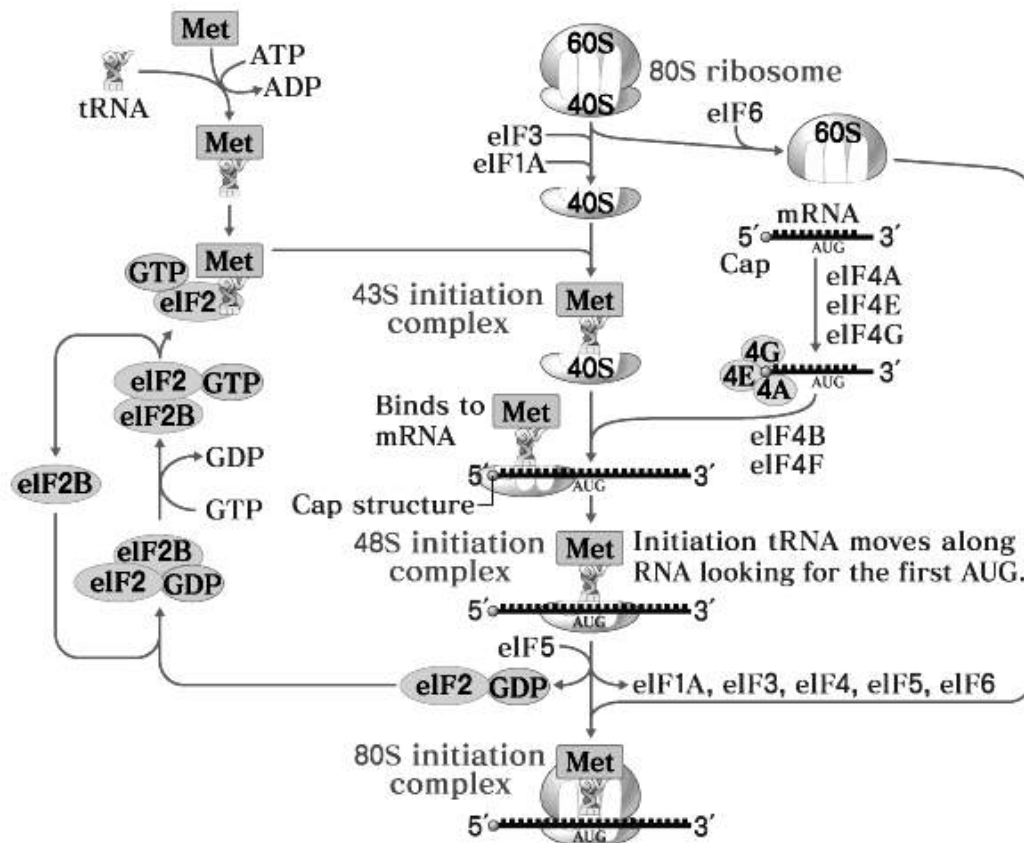 Met
ATP
ADP
tRNA
Met
GTP
Met
eIF2
eIF2
GTP
eIF2B
GDP
GTP
eIF2B
eIF2B
eIF2
GDP
60S
40S
80S ribosome
eIF3
eIF1A
eIF6
60S
40S
mRNA
5′
AUG
3′
Cap
eIF4A
eIF4E
eIF4G
43S initiation
complex
Met
40S
4G
4E
4A
AUG
3′
Binds to
mRNA
Met
eIF4B
eIF4F
5′
AUG
3′
Cap structure
48S initiation
complex
Met
Initiation tRNA moves along
RNA looking for the first AUG.
5′
AUG
3′
eIF5
eIF2
GDP
eIF1A, eIF3, eIF4, eIF5, eIF6
80S initiation
complex
Met
5′
AUG
3′